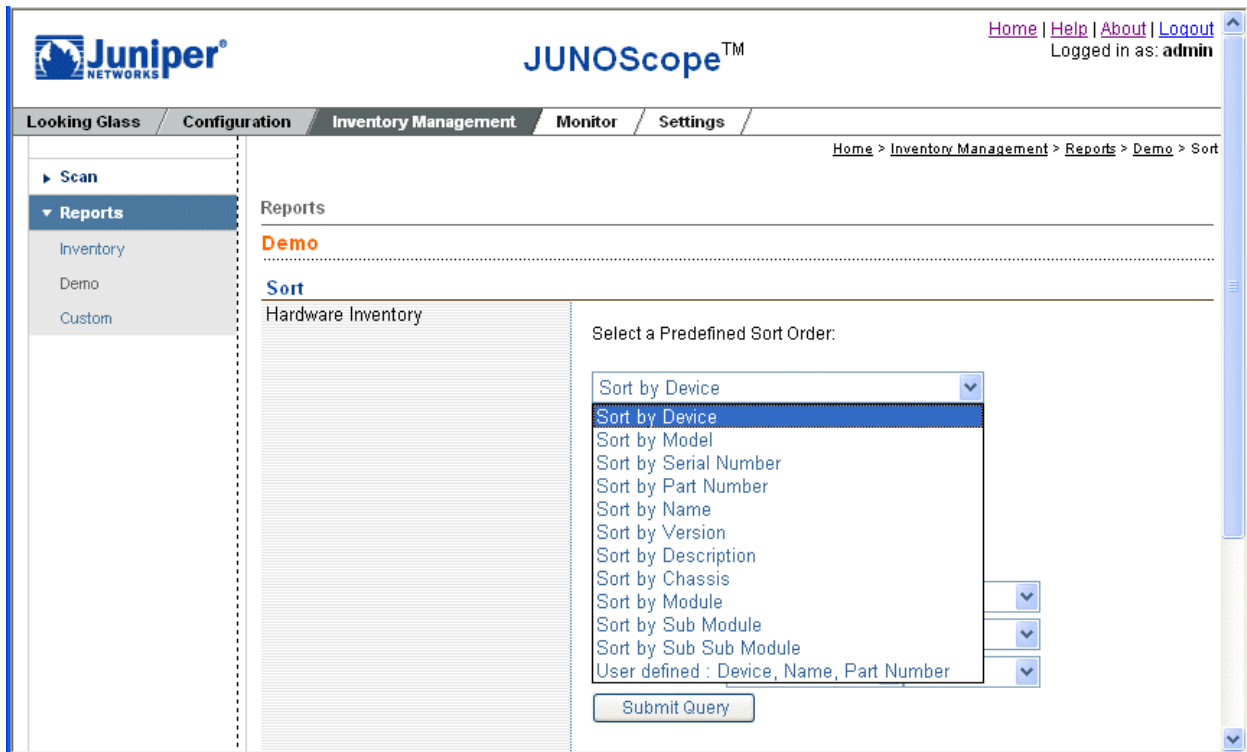 Home | Help | About | Logout
Juniper®
NETWORKS
JUNOScope™
Logged in as: admin
Looking Glass / Configuration / Inventory Management / Monitor / Settings /
Home > Inventory Management > Reports > Demo > Sort
Scan
Reports
Inventory
Demo
Custom
Reports
Demo
Sort
Hardware Inventory
Select a Predefined Sort Order:
Sort by Device
Sort by Device
Sort by Model
Sort by Serial Number
Sort by Part Number
Sort by Name
Sort by Version
Sort by Description
Sort by Chassis
Sort by Module
Sort by Sub Module
Sort by Sub Sub Module
User defined : Device, Name, Part Number
Submit Query